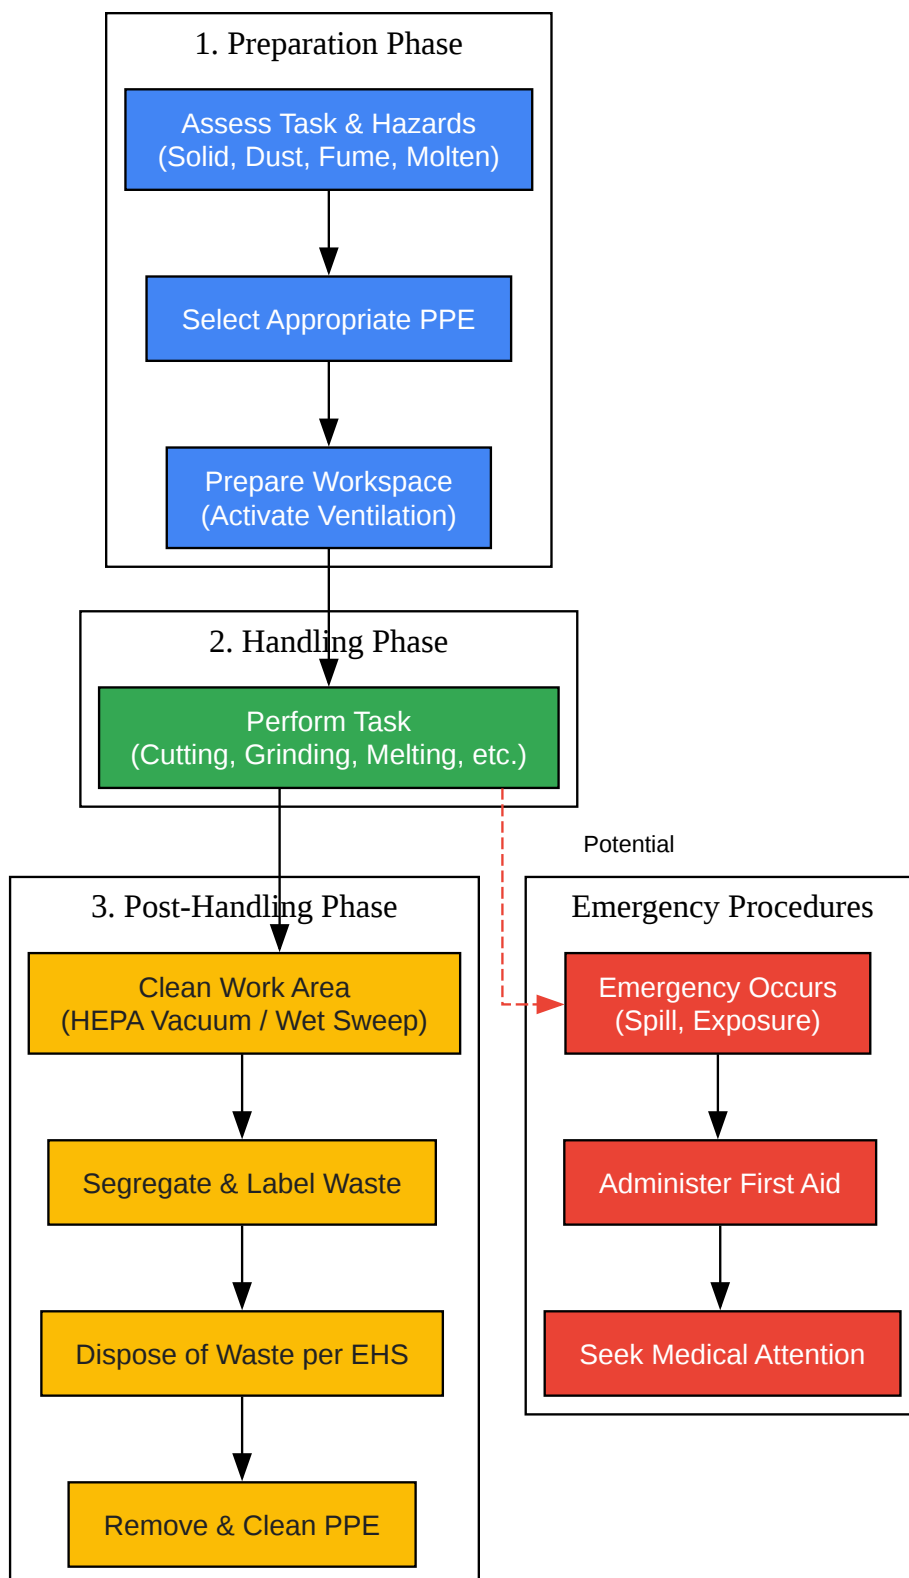 1. Preparation Phase
Assess Task & Hazards
(Solid, Dust, Fume, Molten)
Select Appropriate PPE
Prepare Workspace
(Activate Ventilation)
2. Handling Phase
Perform Task
(Cutting, Grinding, Melting, etc.)
Potential
3. Post-Handling Phase
Clean Work Area
(HEPA Vacuum / Wet Sweep)
Segregate & Label Waste
Dispose of Waste per EHS
Remove & Clean PPE
Emergency Procedures
Emergency Occurs
(Spill, Exposure)
Administer First Aid
Seek Medical Attention